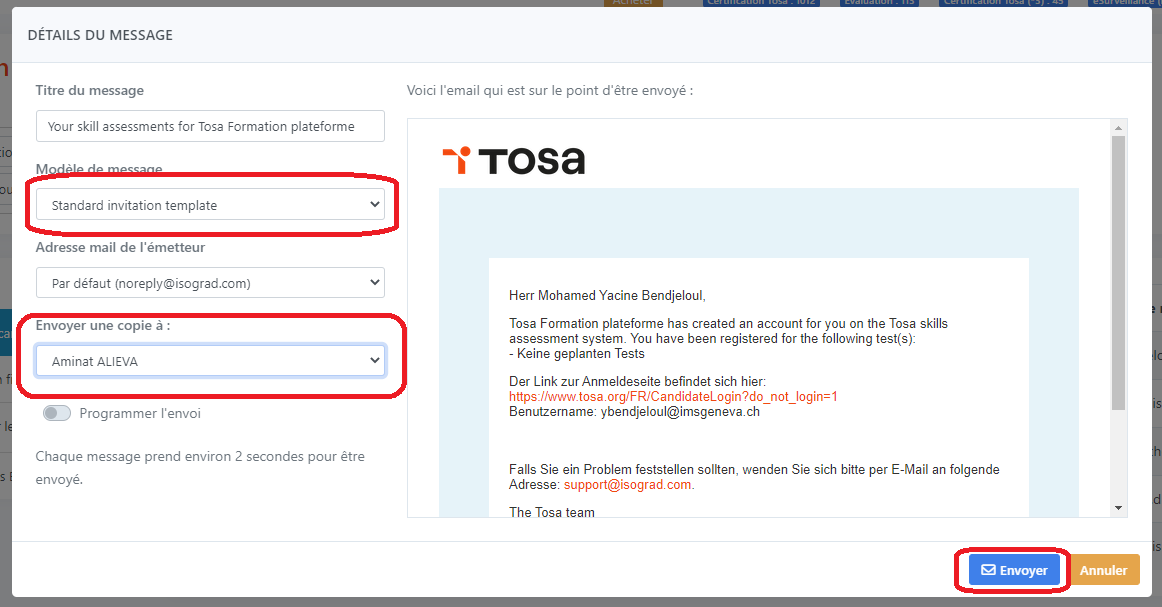 Acheter
Certification Tosa : 1012
Evaluation : 113
DÉTAILS DU MESSAGE
Titre du message
Your skill assessments for Tosa Formation plateforme
Modèle de message
Standard invitation template
Adresse mail de l'émetteur
Par défaut (noreply@isograd.com)
Envoyer une copie à :
Aminat ALIEVA
Programmer l'envoi
Chaque message prend environ 2 secondes pour être
envoyé.
Voici l'email qui est sur le point d'être envoyé :
TOSA
Herr Mohamed Yacine Bendjeloul,
Tosa Formation plateforme has created an account for you on the Tosa skills
assessment system. You have been registered for the following test(s):
- Keine geplanten Tests
Der Link zur Anmeldeseite befindet sich hier:
https://www.tosa.org/FR/CandidateLogin?do_not_login=1
Benutzername: ybendjeloul@imsgeneva.ch
Falls Sie ein Problem feststellen sollten, wenden Sie sich bitte per E-Mail an folgende
Adresse: support@isograd.com.
The Tosa team
Envoyer
Annuler